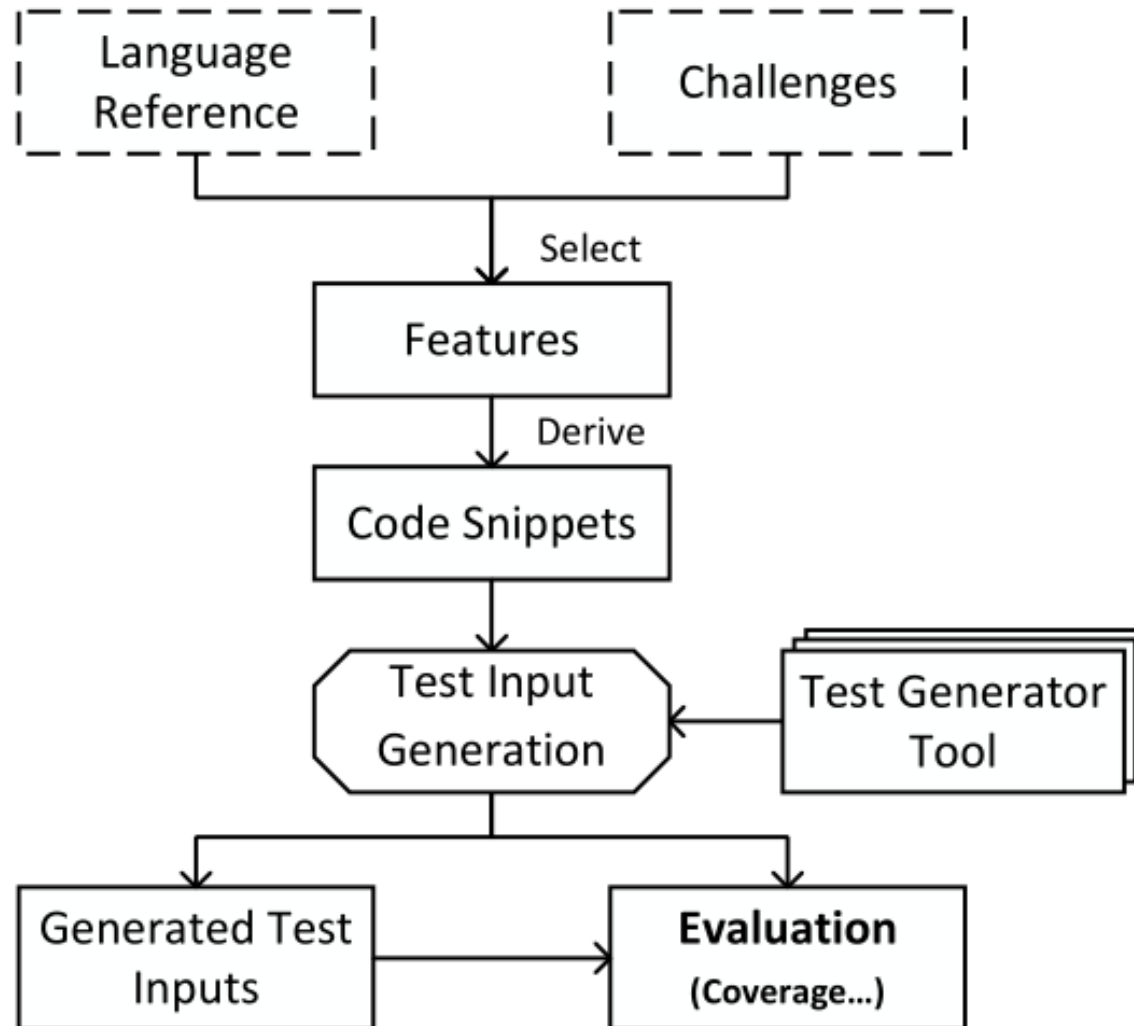 Language
Reference
Challenges
Select
Features
Derive
Code Snippets
Test Input
Generation
Test Generator
Tool
Generated Test
Inputs
Evaluation
(Coverage...)